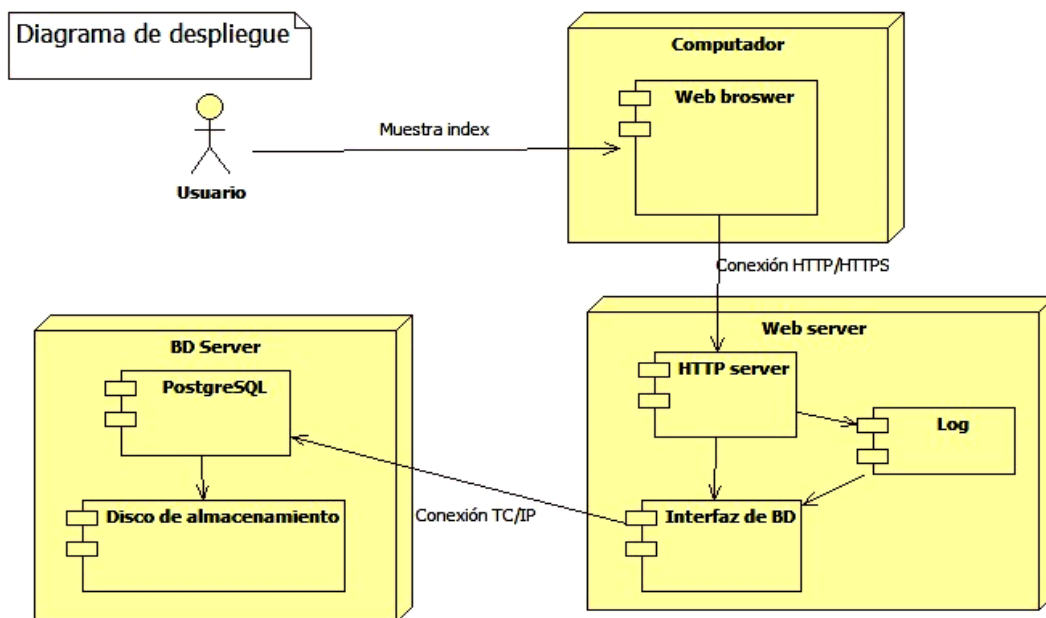 Diagrama de despliegue
Computador
Web broswer
Muestra index
Usuario
Conexión HTTP/HTTPS
Web server
BD Server
HTTP server
PostgreSQL
Log
Disco de almacenamiento
Conexión TC/IP
Interfaz de BD